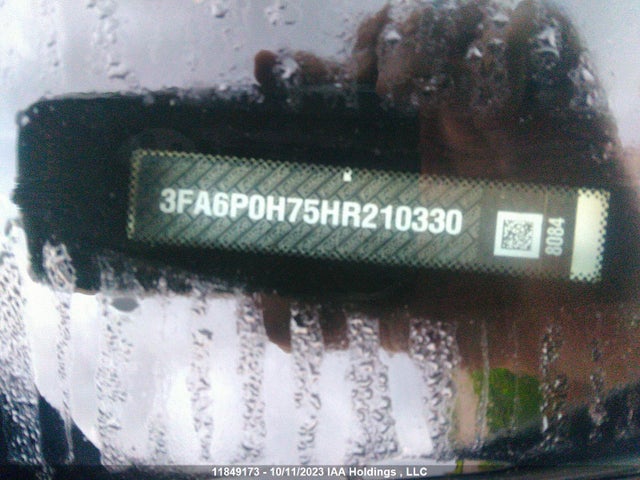 3FA6P0H75HR210330
8084
11849173 - 10/11/2023 IAA Holdings , LLC